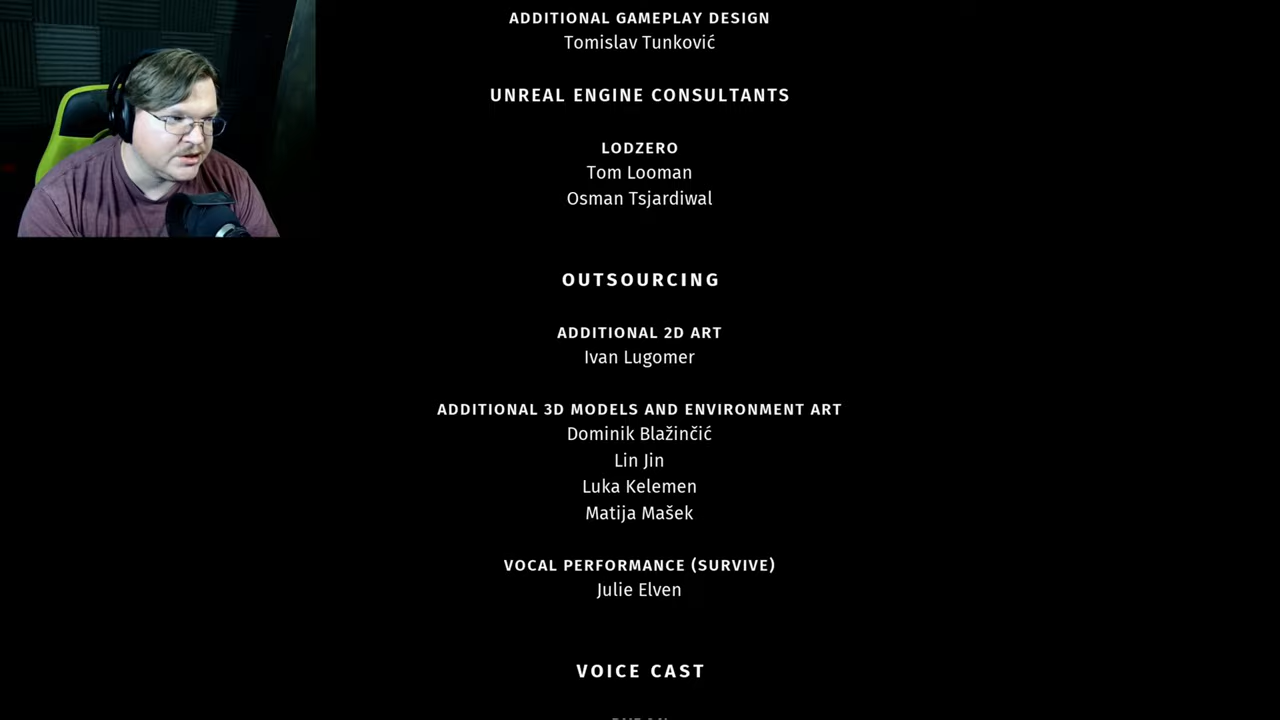 ADDITIONAL GAMEPLAY DESIGN
Tomislav Tunković
UNREAL ENGINE CONSULTANTS
LODZERO
Tom Looman
Osman Tsjardiwal
OUTSOURCING
ADDITIONAL 2D ART
Ivan Lugomer
ADDITIONAL 3D MODELS AND ENVIRONMENT ART
Dominik Blažinčić
Lin Jin
Luka Kelemen
Matija Mašek
VOCAL PERFORMANCE (SURVIVE)
Julie Elven
VOICE CAST